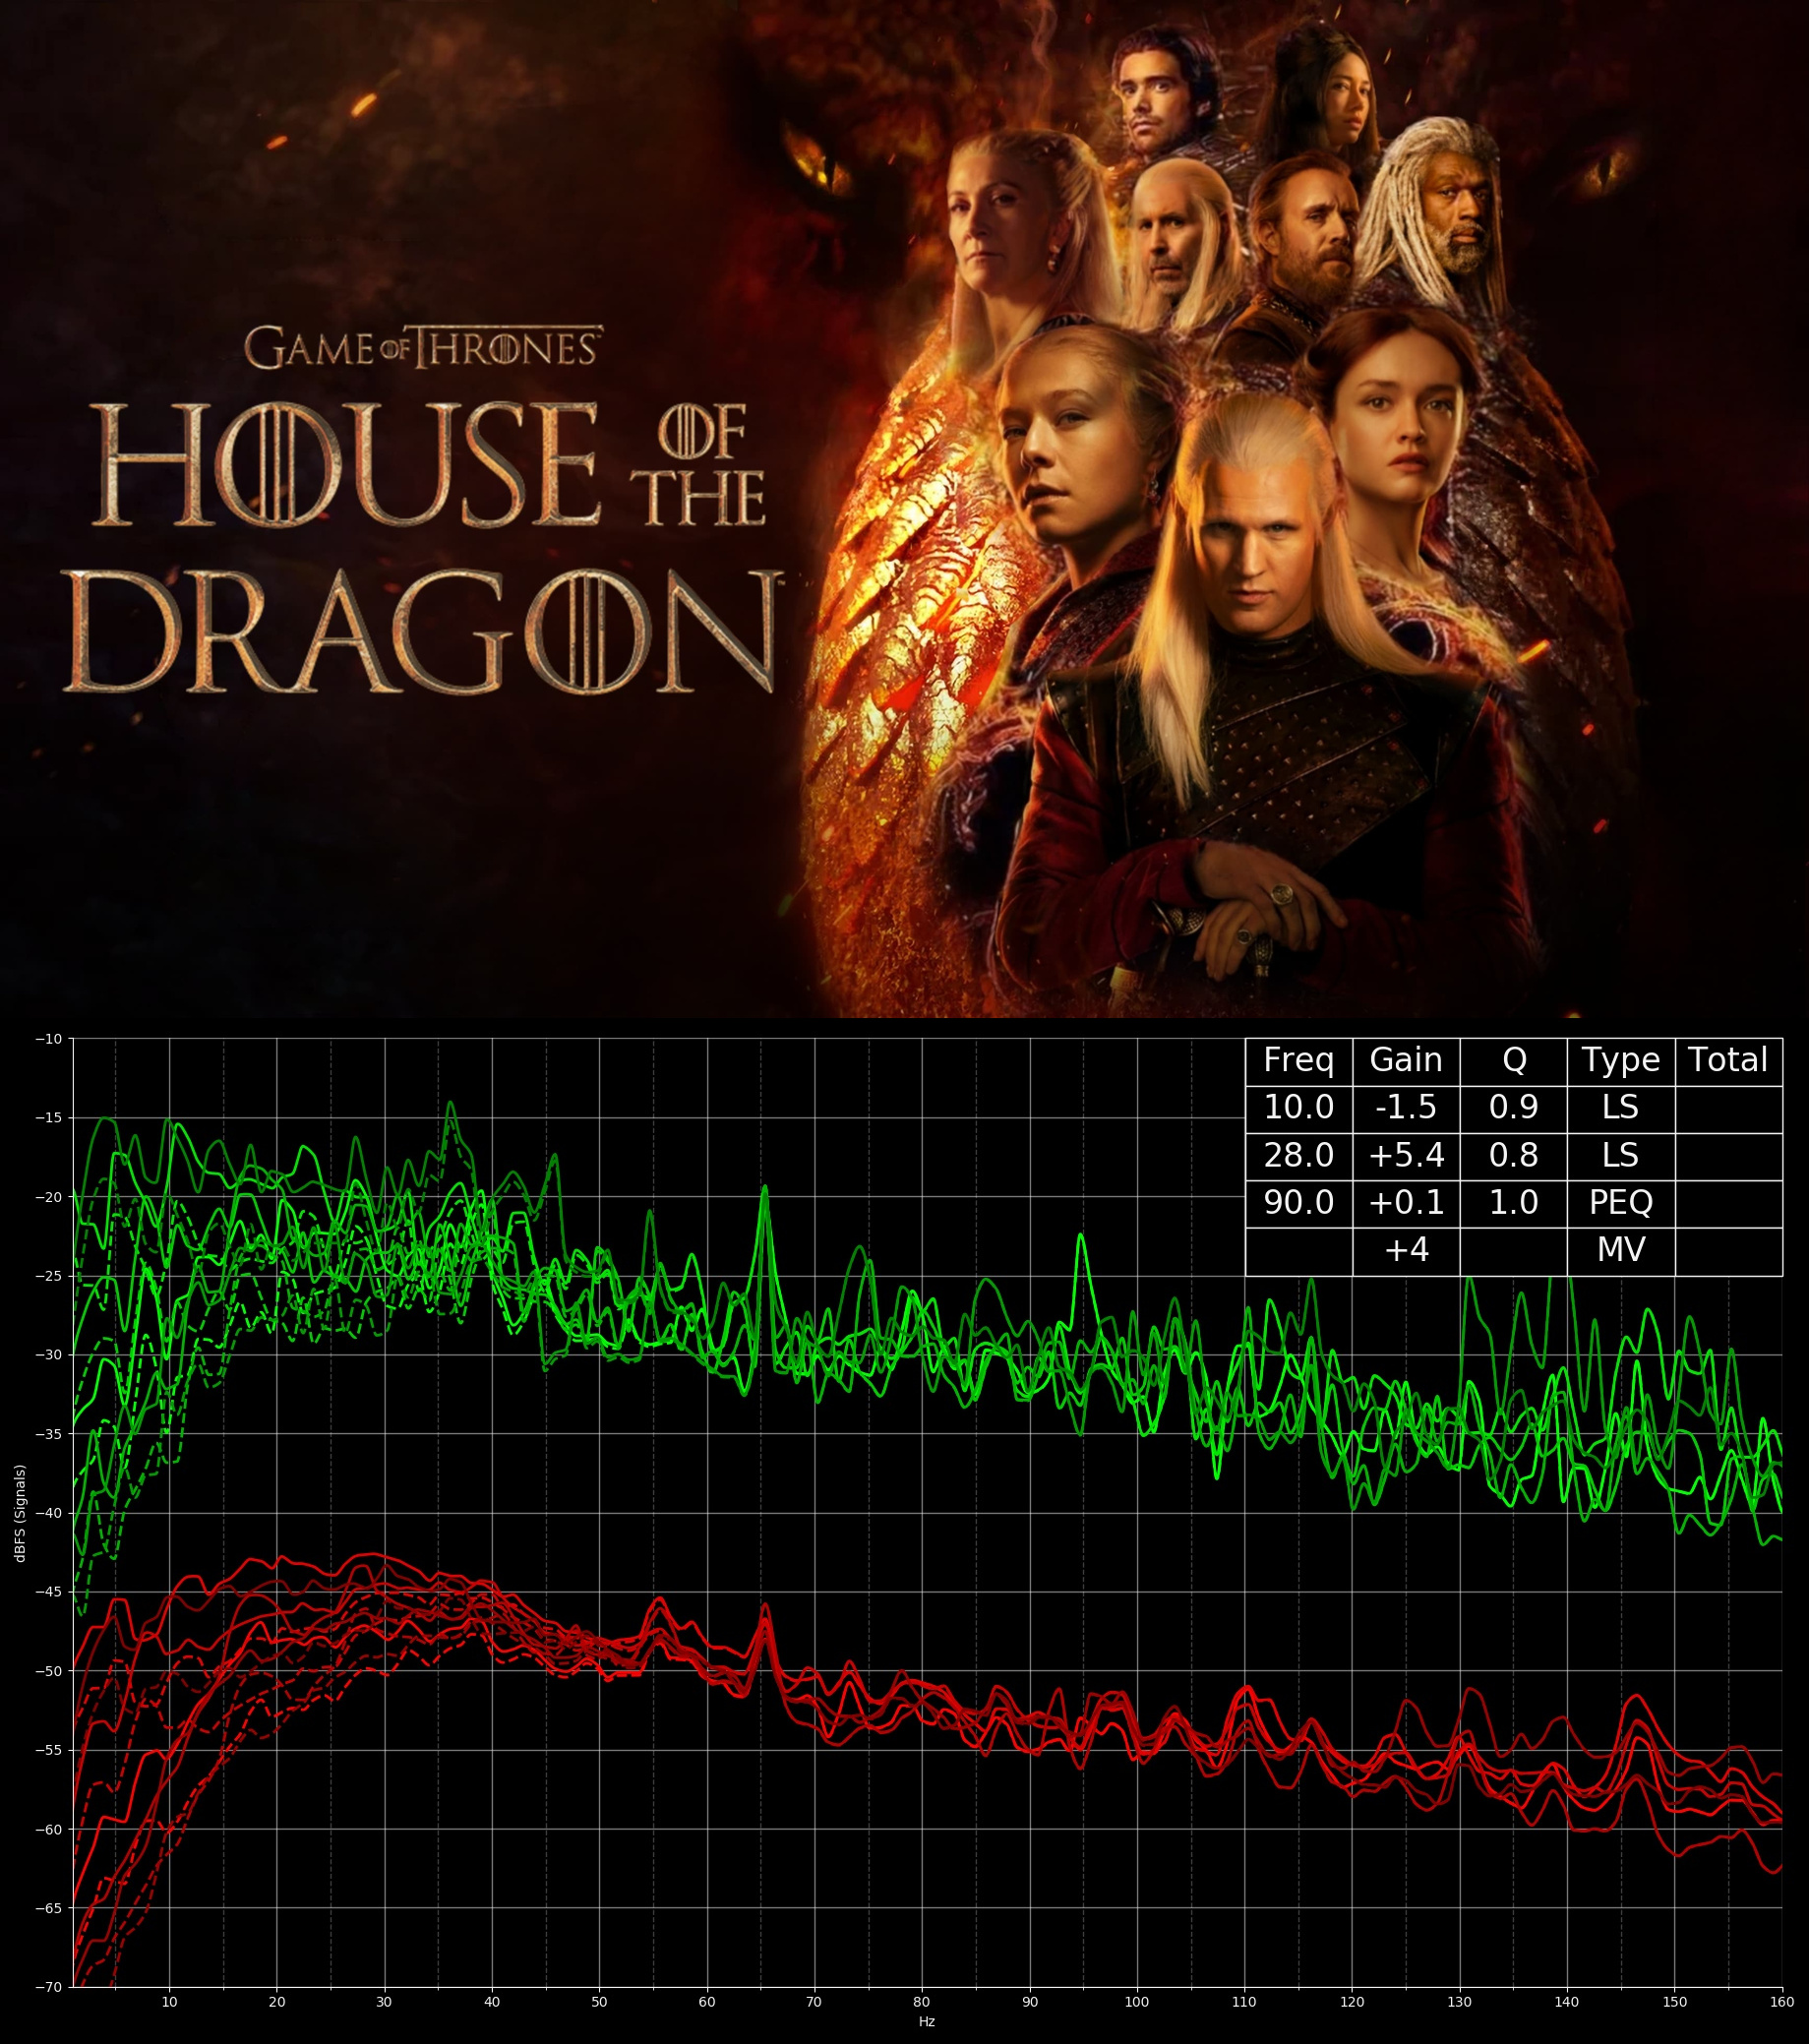 GAME OF THRONES™
HOUSE OF THE
DRAGON™
Freq Gain Q Type Total
10.0 -1.5 0.9 LS
28.0 +5.4 0.8 LS
90.0 +0.1 1.0 PEQ
+4 MV
−10
−15
−20
−25
−30
−35
−40
−45
−50
−55
−60
−65
−70
dBFS (Signals)
10 20 30 40 50 60 70 80 90 100 110 120 130 140 150 160
Hz